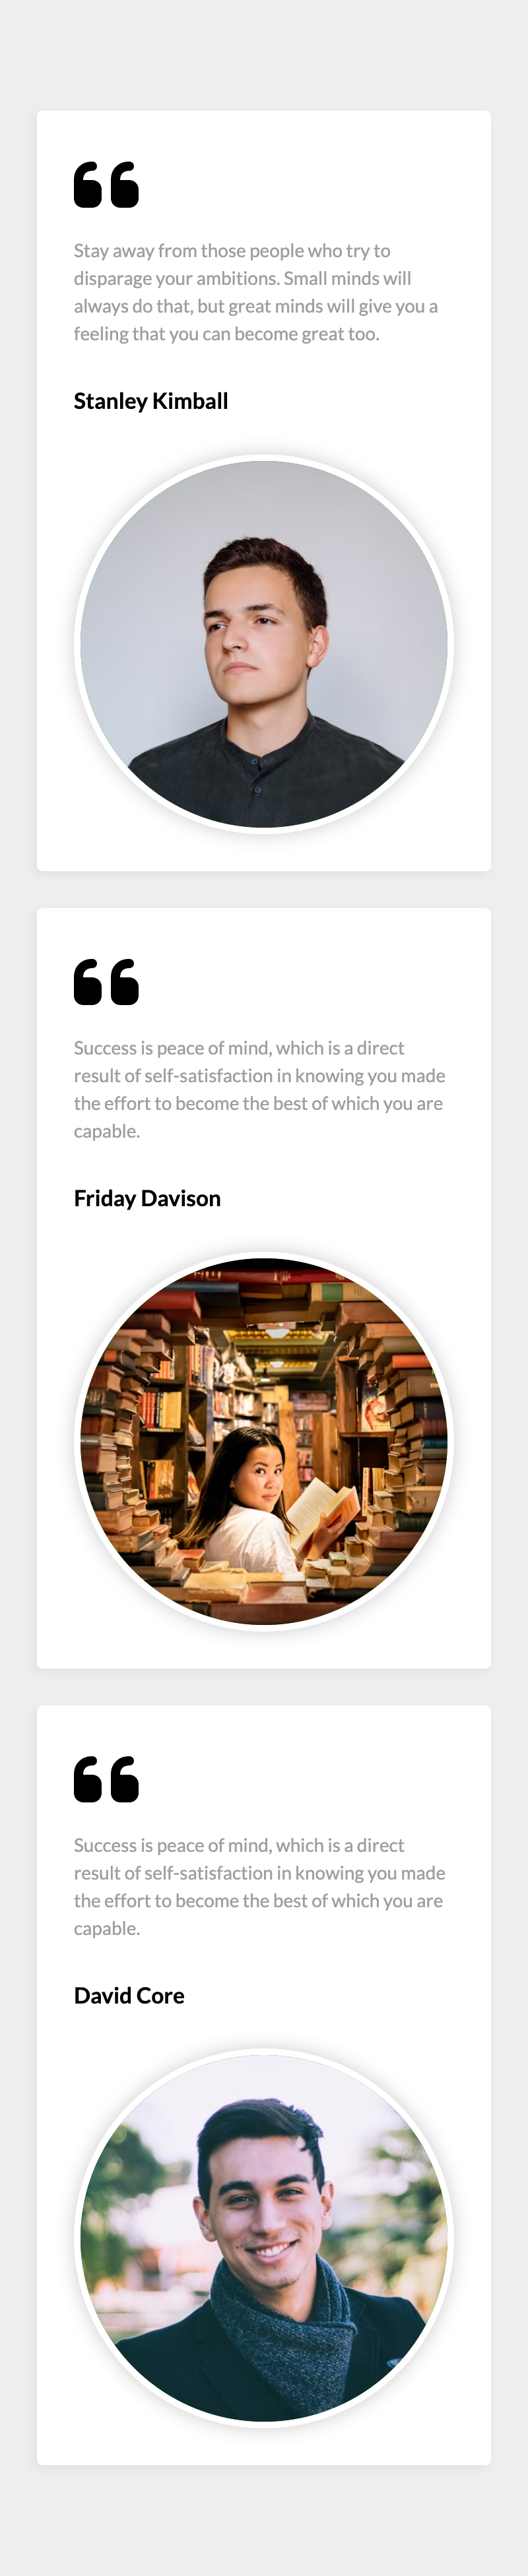 “
Stay away from those people who try to
disparage your ambitions. Small minds will
always do that, but great minds will give you a
feeling that you can become great too.
Stanley Kimball
“
Success is peace of mind, which is a direct
result of self-satisfaction in knowing you made
the effort to become the best of which you are
capable.
Friday Davison
“
Success is peace of mind, which is a direct
result of self-satisfaction in knowing you made
the effort to become the best of which you are
capable.
David Core